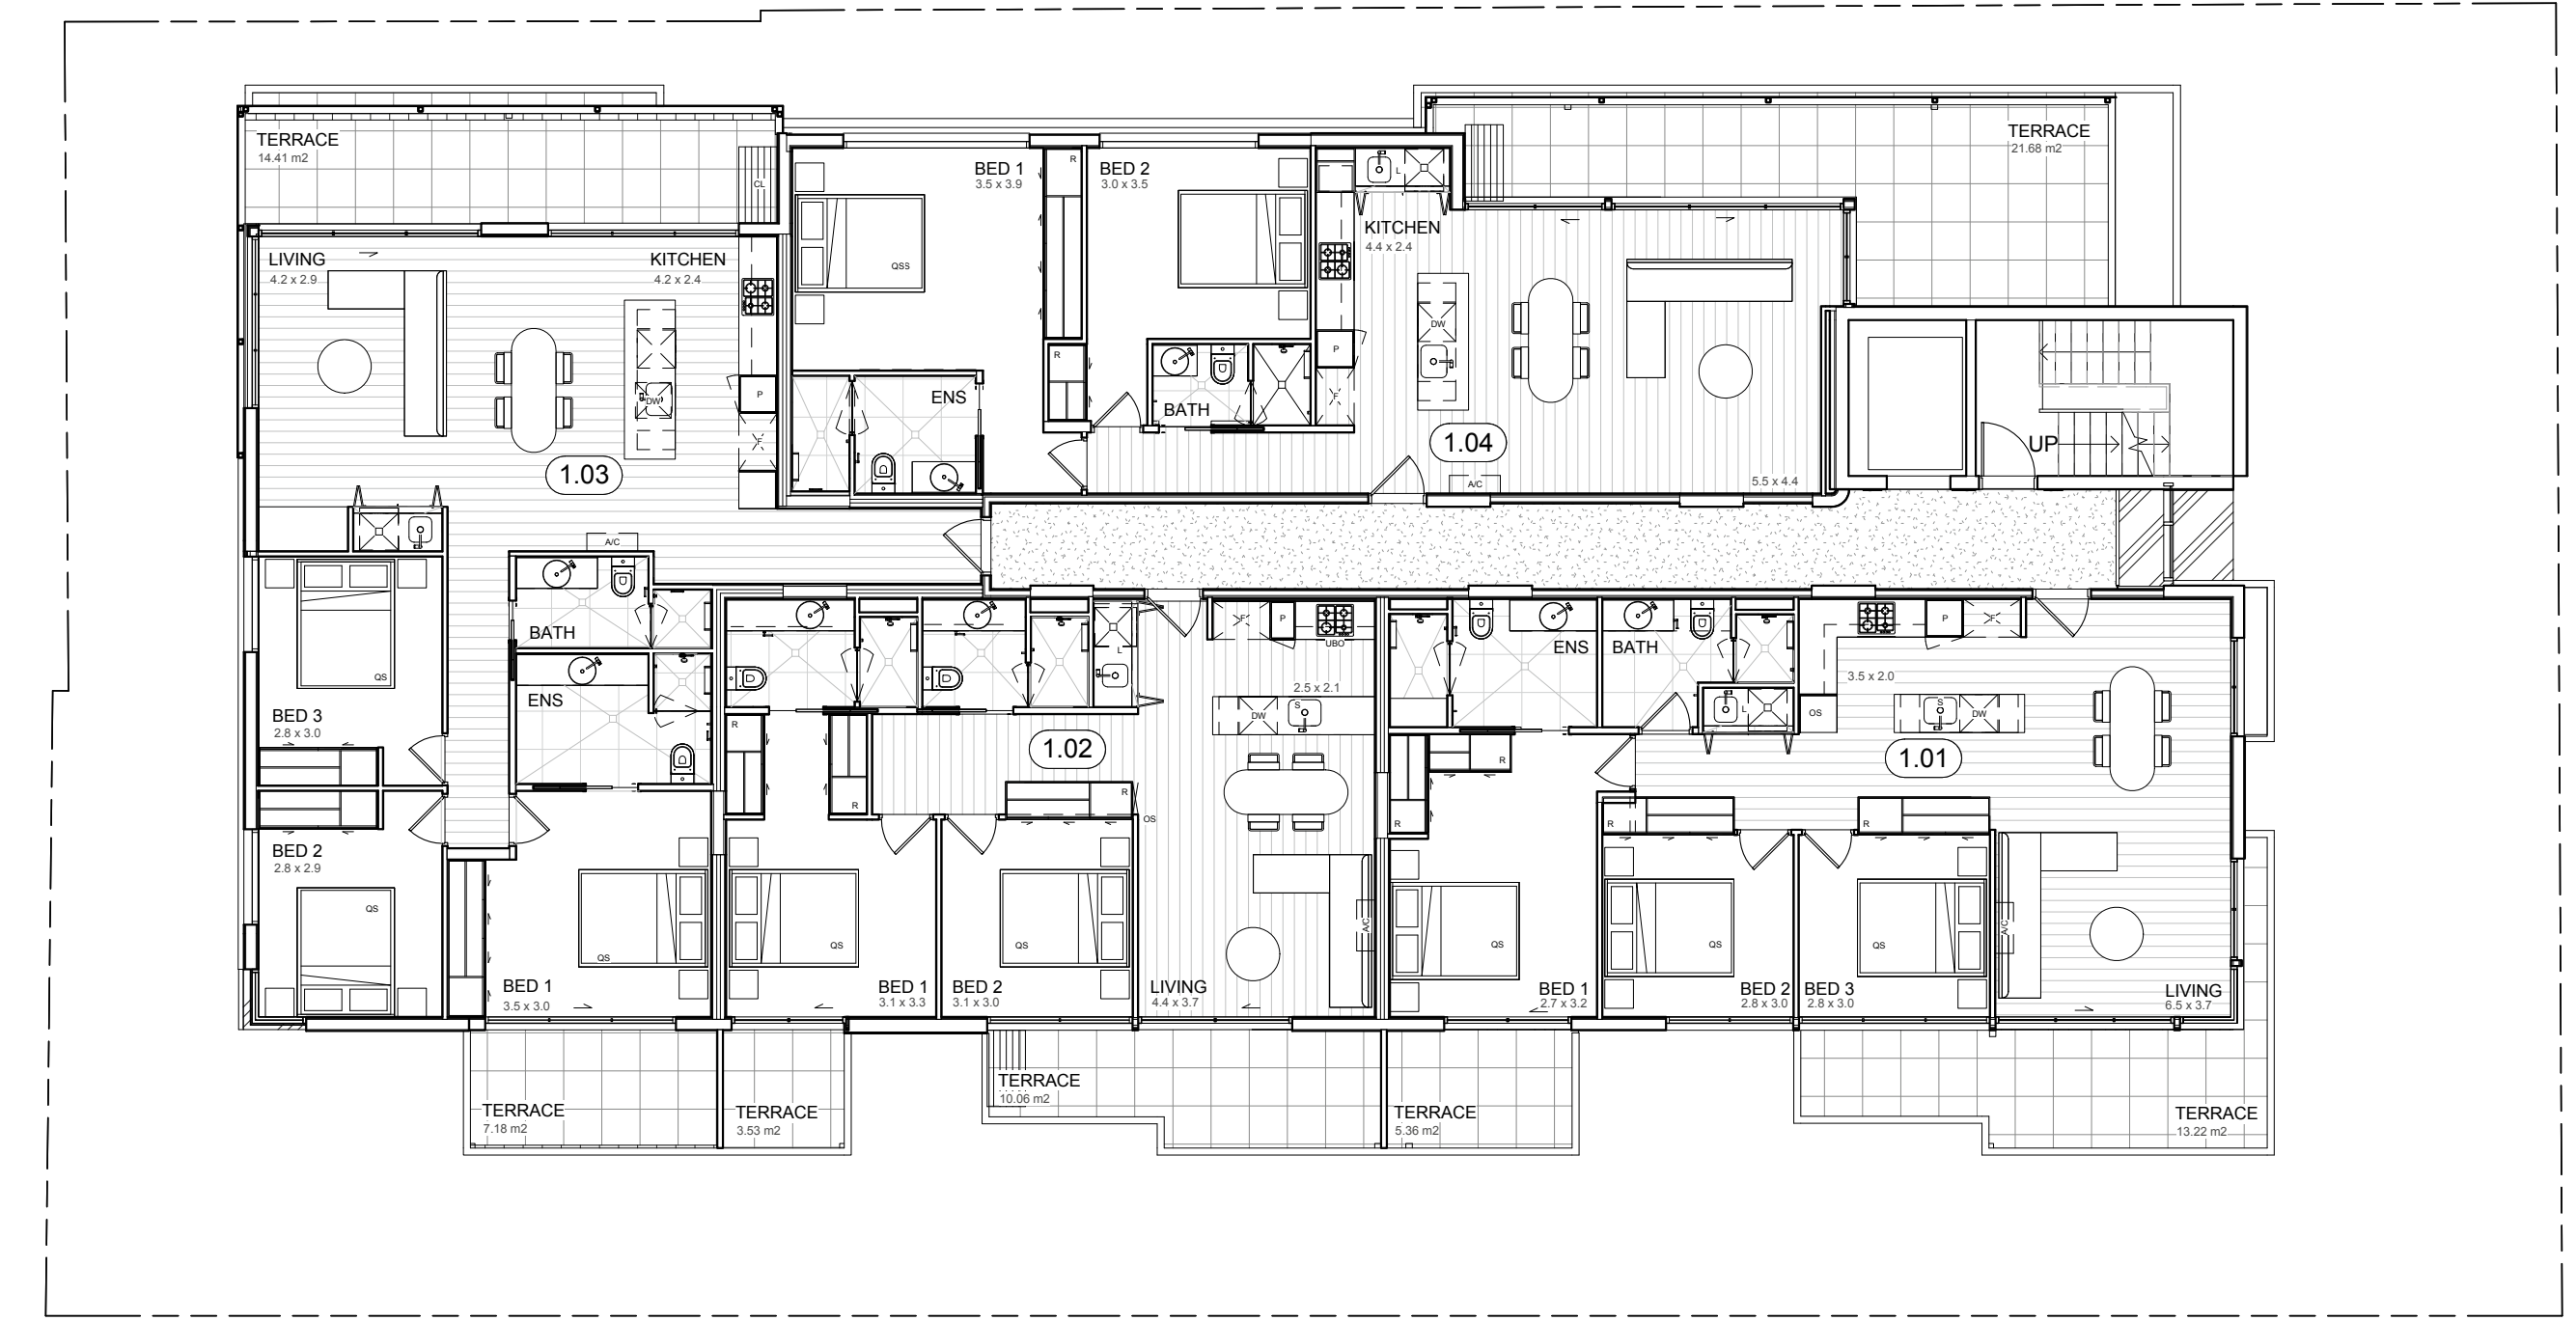 TERRACE
14.41 m2
CL
LIVING
4.2 x 2.9
KITCHEN
4.2 x 2.4
DW
P
F
1.03
A/C
BED 1
3.5 x 3.9
QSS
R
R
ENS
BED 2
3.0 x 3.5
BATH
L
KITCHEN
4.4 x 2.4
DW
P
F
1.04
A/C
5.5 x 4.4
TERRACE
21.68 m2
UP
BATH
ENS
QS
BED 3
2.8 x 3.0
BED 2
2.8 x 2.9
QS
QS
BED 1
3.5 x 3.0
TERRACE
7.18 m2
R
R
1.02
L
F
P
UBO
2.5 x 2.1
DW
S
R
OS
QS
BED 1
3.1 x 3.3
QS
BED 2
3.1 x 3.0
LIVING
4.4 x 3.7
A/C
TERRACE
3.53 m2
TERRACE
10.06 m2
ENS
BATH
L
OS
3.5 x 2.0
P
F
S
DW
1.01
R
R
R
R
QS
BED 1
2.7 x 3.2
QS
BED 2
2.8 x 3.0
QS
BED 3
2.8 x 3.0
A/C
LIVING
6.5 x 3.7
TERRACE
5.36 m2
TERRACE
13.22 m2